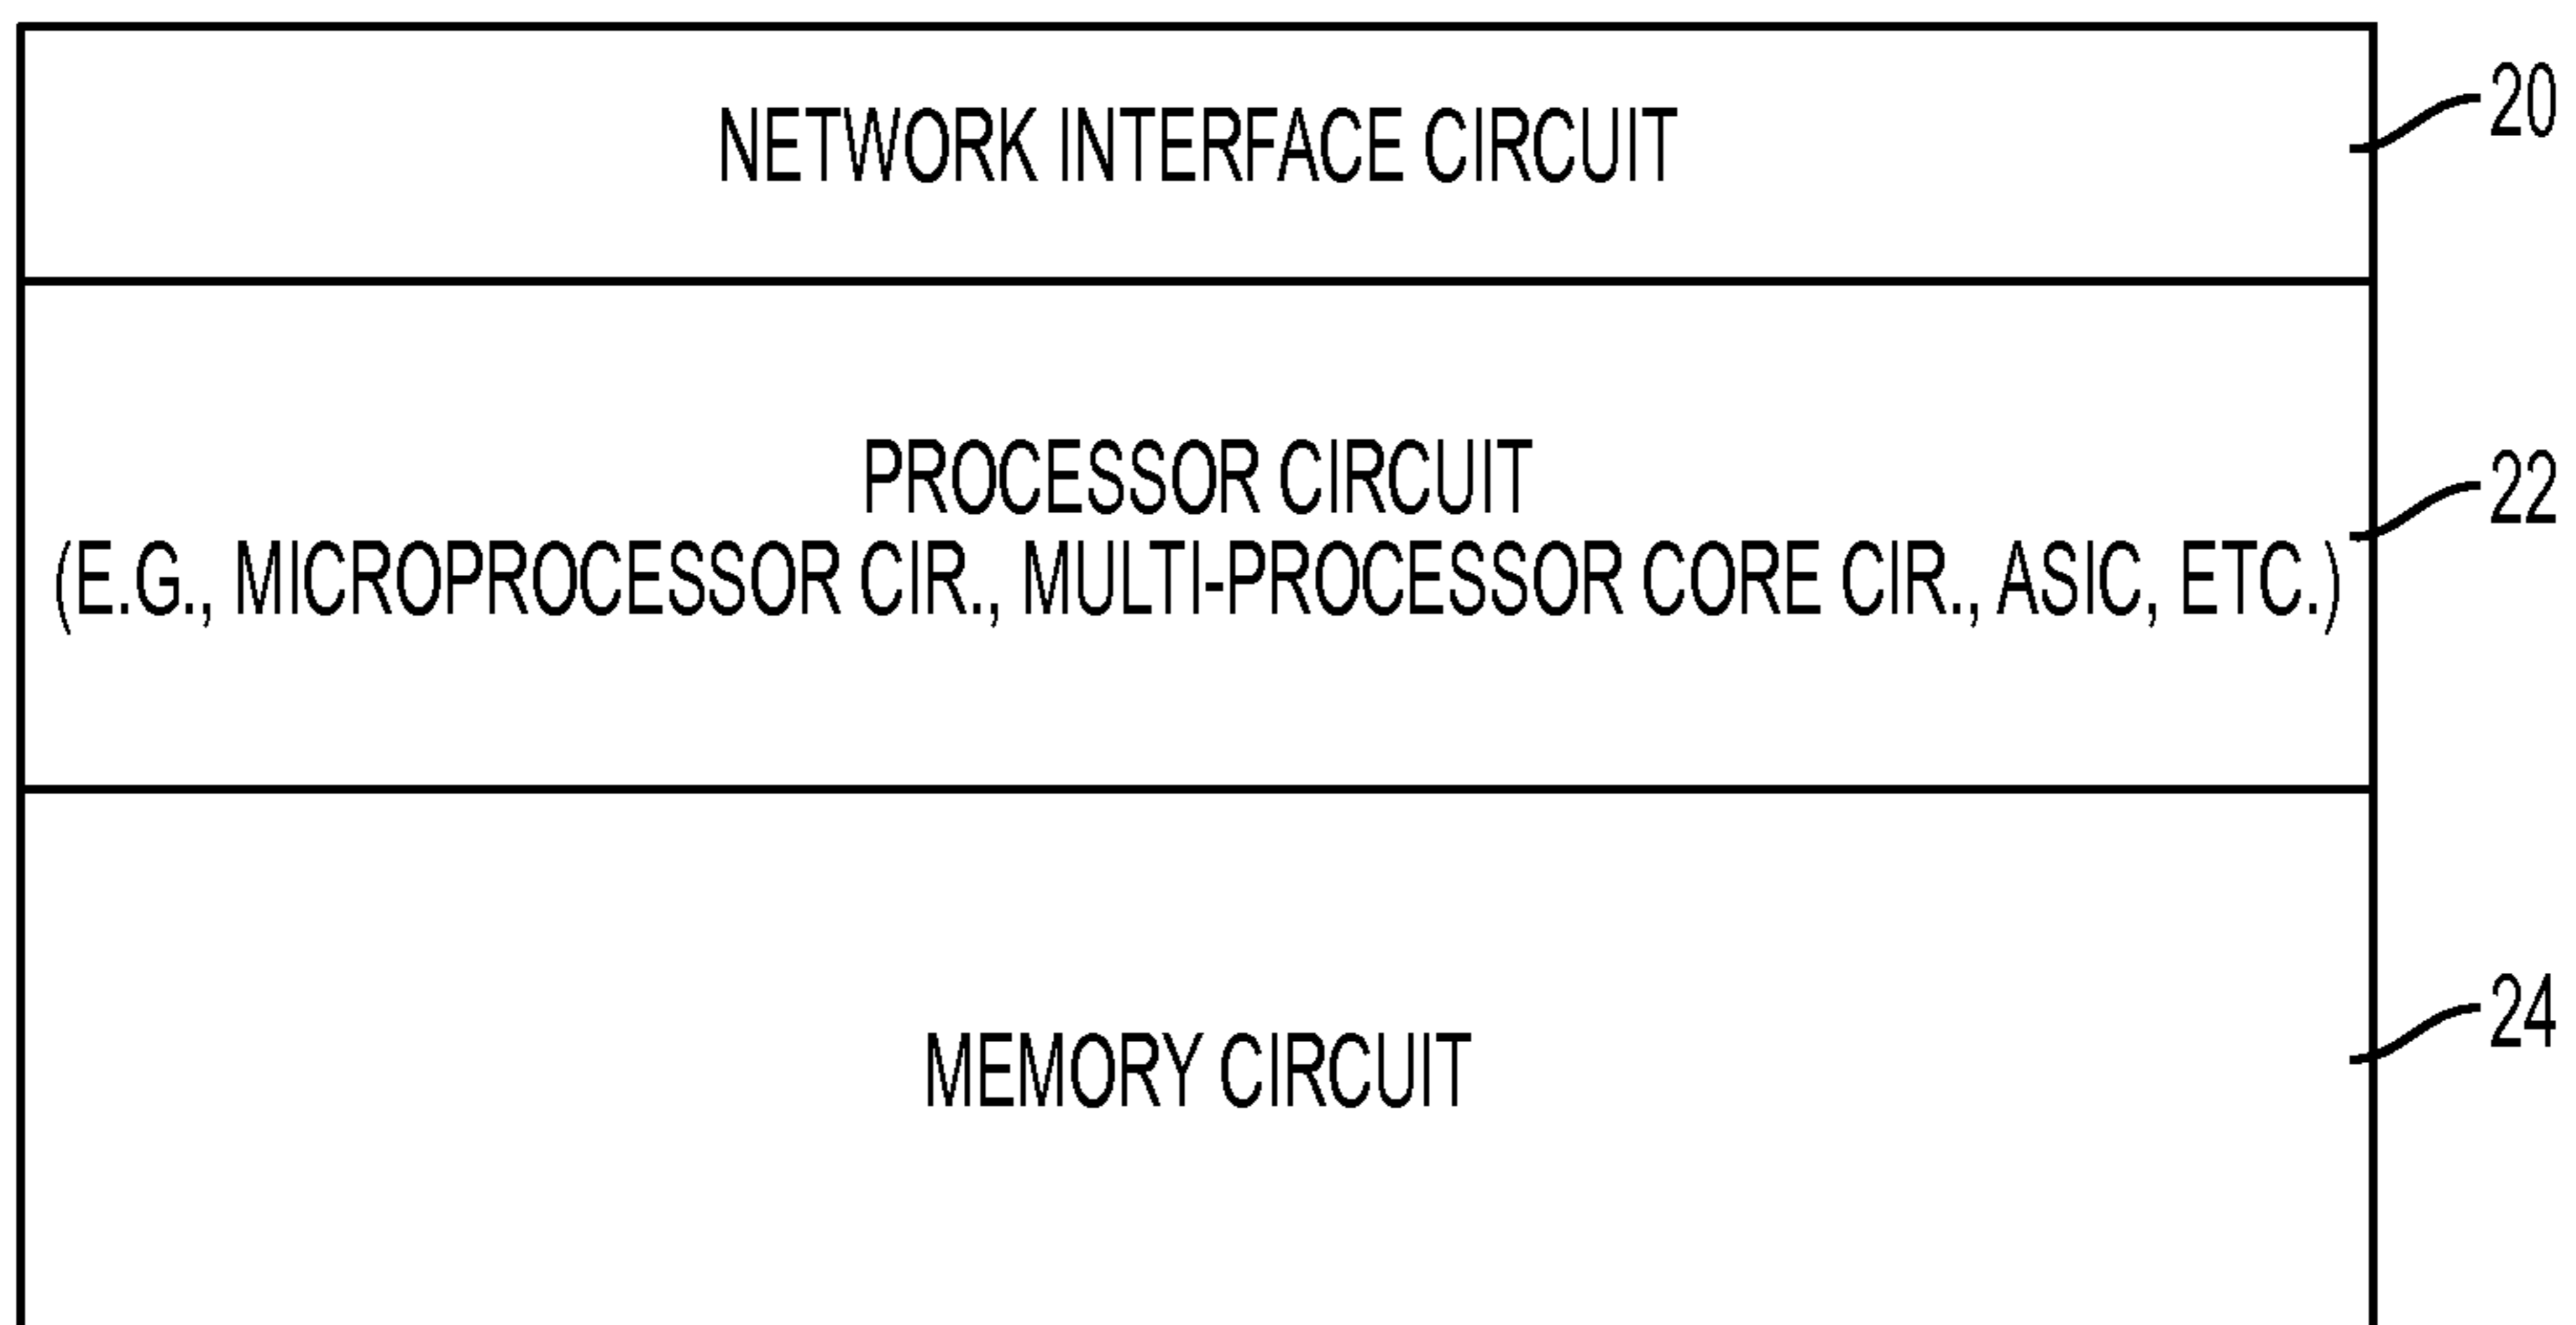 NETWORK INTERFACE CIRCUIT
20
PROCESSOR CIRCUIT
(E.G., MICROPROCESSOR CIR., MULTI-PROCESSOR CORE CIR., ASIC, ETC.)
22
MEMORY CIRCUIT
24